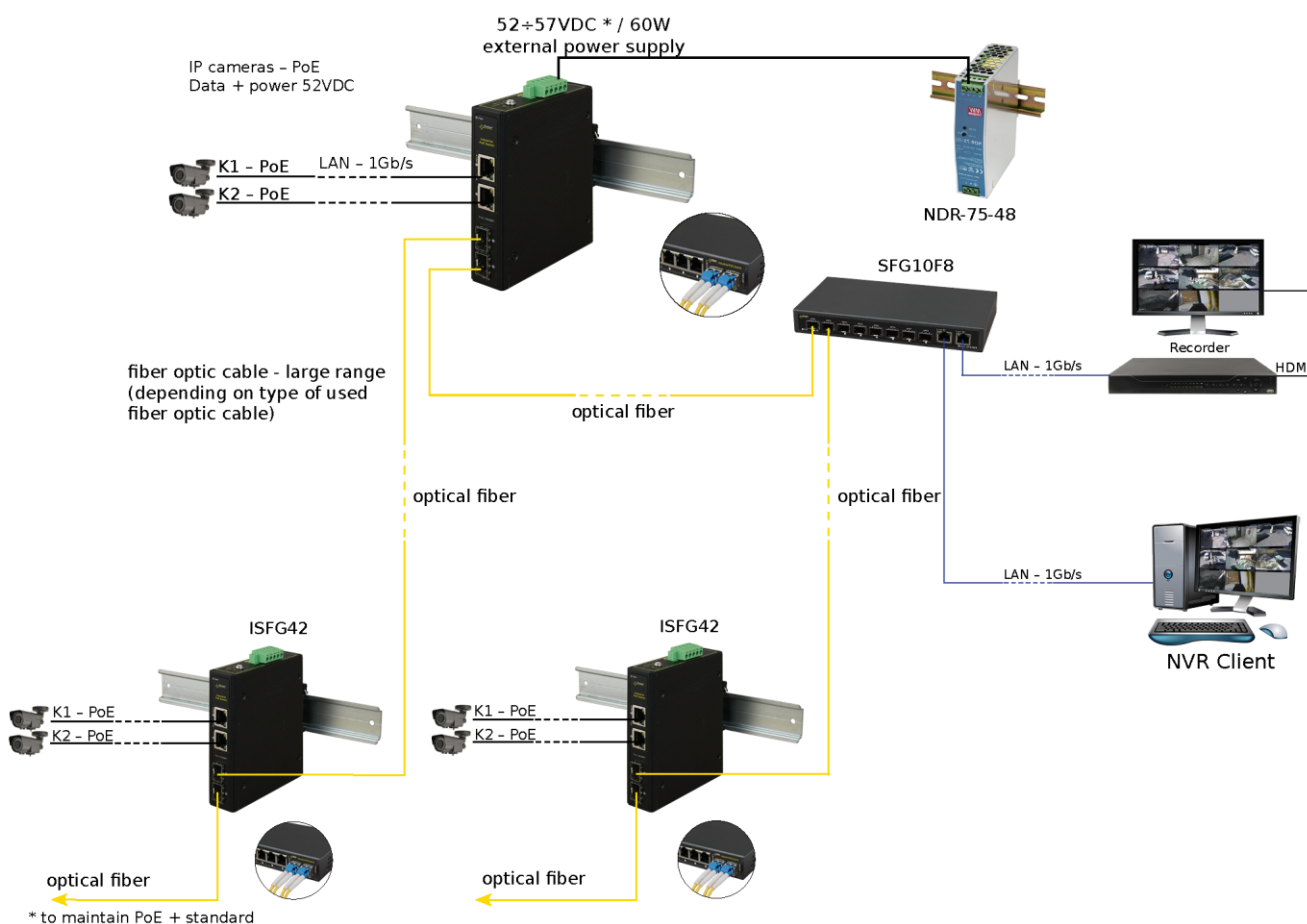 52÷57VDC * / 60W
external power supply
IP cameras – PoE
Data + power 52VDC
K1 – PoE
LAN – 1Gb/s
K2 – PoE
NDR-75-48
SFG10F8
Recorder
LAN – 1Gb/s
HDM
fiber optic cable - large range
(depending on type of used
fiber optic cable)
optical fiber
optical fiber
optical fiber
LAN – 1Gb/s
NVR Client
ISFG42
ISFG42
K1 – PoE
K2 – PoE
K1 – PoE
K2 – PoE
optical fiber
optical fiber
* to maintain PoE + standard